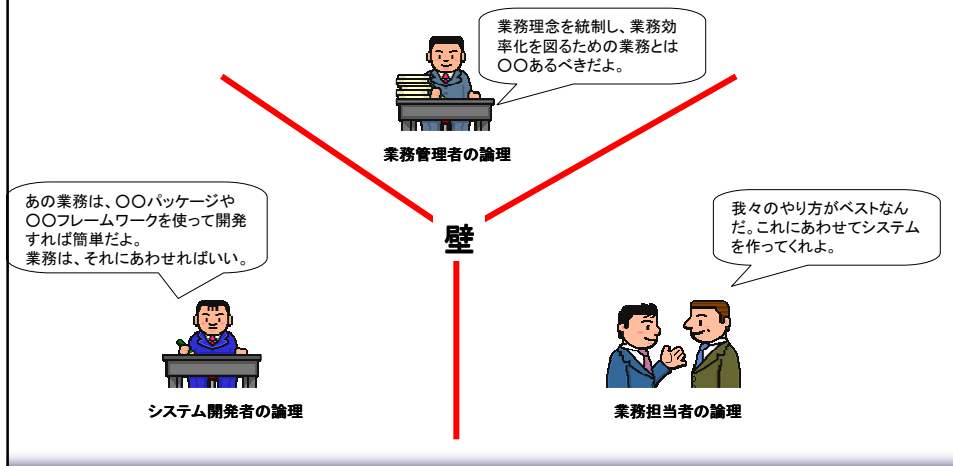 業務理念を統制し、業務効
率化を図るための業務とは
〇〇あるべきだよ。
業務管理者の論理
あの業務は、〇〇パッケージや
〇〇フレームワークを使って開発
すれば簡単だよ。
業務は、それにあわせればいい。
壁
我々のやり方がベストなん
だ。これにあわせてシステム
を作ってくれよ。
システム開発者の論理
業務担当者の論理